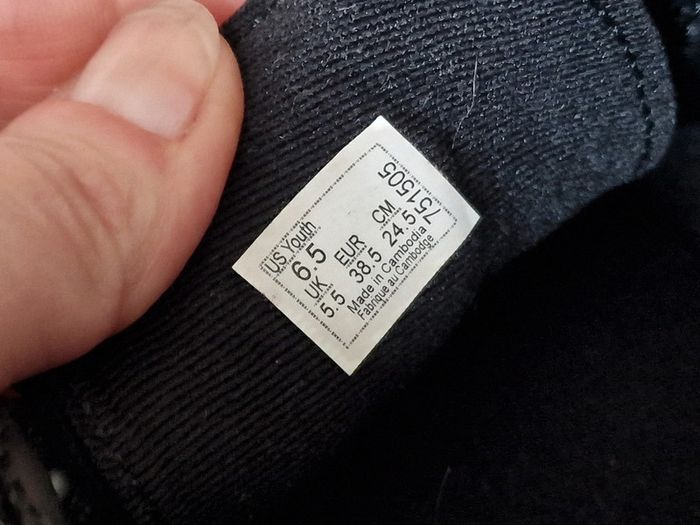 US Youth
6.5
UK EUR CM
5.5 38.5 24.5
Made in Cambodia
Fabriqué au Cambodge
751505